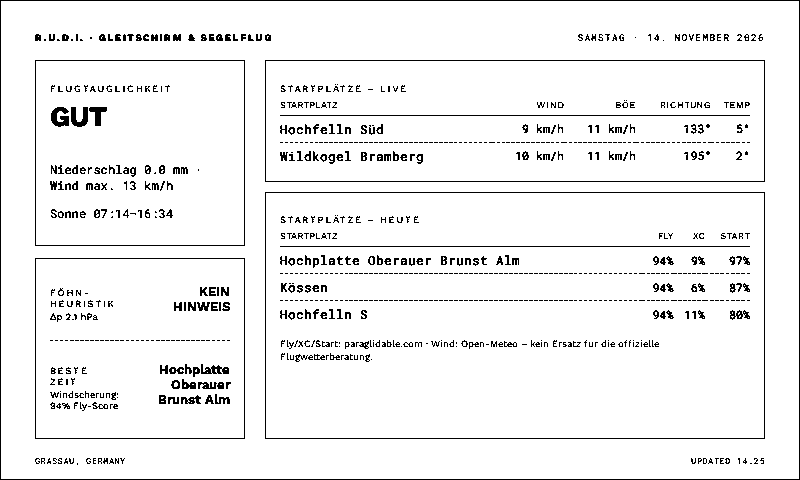 R.U.D.I. · GLEITSCHIRM & SEGELFLUG
SAMSTAG · 14. NOVEMBER 2026
FLUGTAUGLICHKEIT
GUT
Niederschlag 0.0 mm ·
Wind max. 13 km/h
Sonne 07:14–16:34
FÖHN-
HEURISTIK
Δp 2.1 hPa
KEIN
HINWEIS
BESTE
ZEIT
Windscherung:
94% Fly-Score
Hochplatte
Oberauer
Brunst Alm
STARTPLÄTZE – LIVE
STARTPLATZ WIND BÖE RICHTUNG TEMP
Hochfelln Süd 9 km/h 11 km/h 133° 5°
Wildkogel Bramberg 10 km/h 11 km/h 195° 2°
STARTPLÄTZE – HEUTE
STARTPLATZ FLY XC START
Hochplatte Oberauer Brunst Alm 94% 9% 97%
Kössen 94% 6% 87%
Hochfelln S 94% 11% 80%
Fly/XC/Start: paraglidable.com · Wind: Open-Meteo – kein Ersatz für die offizielle
Flugwetterberatung.
GRASSAU, GERMANY
UPDATED 14.25